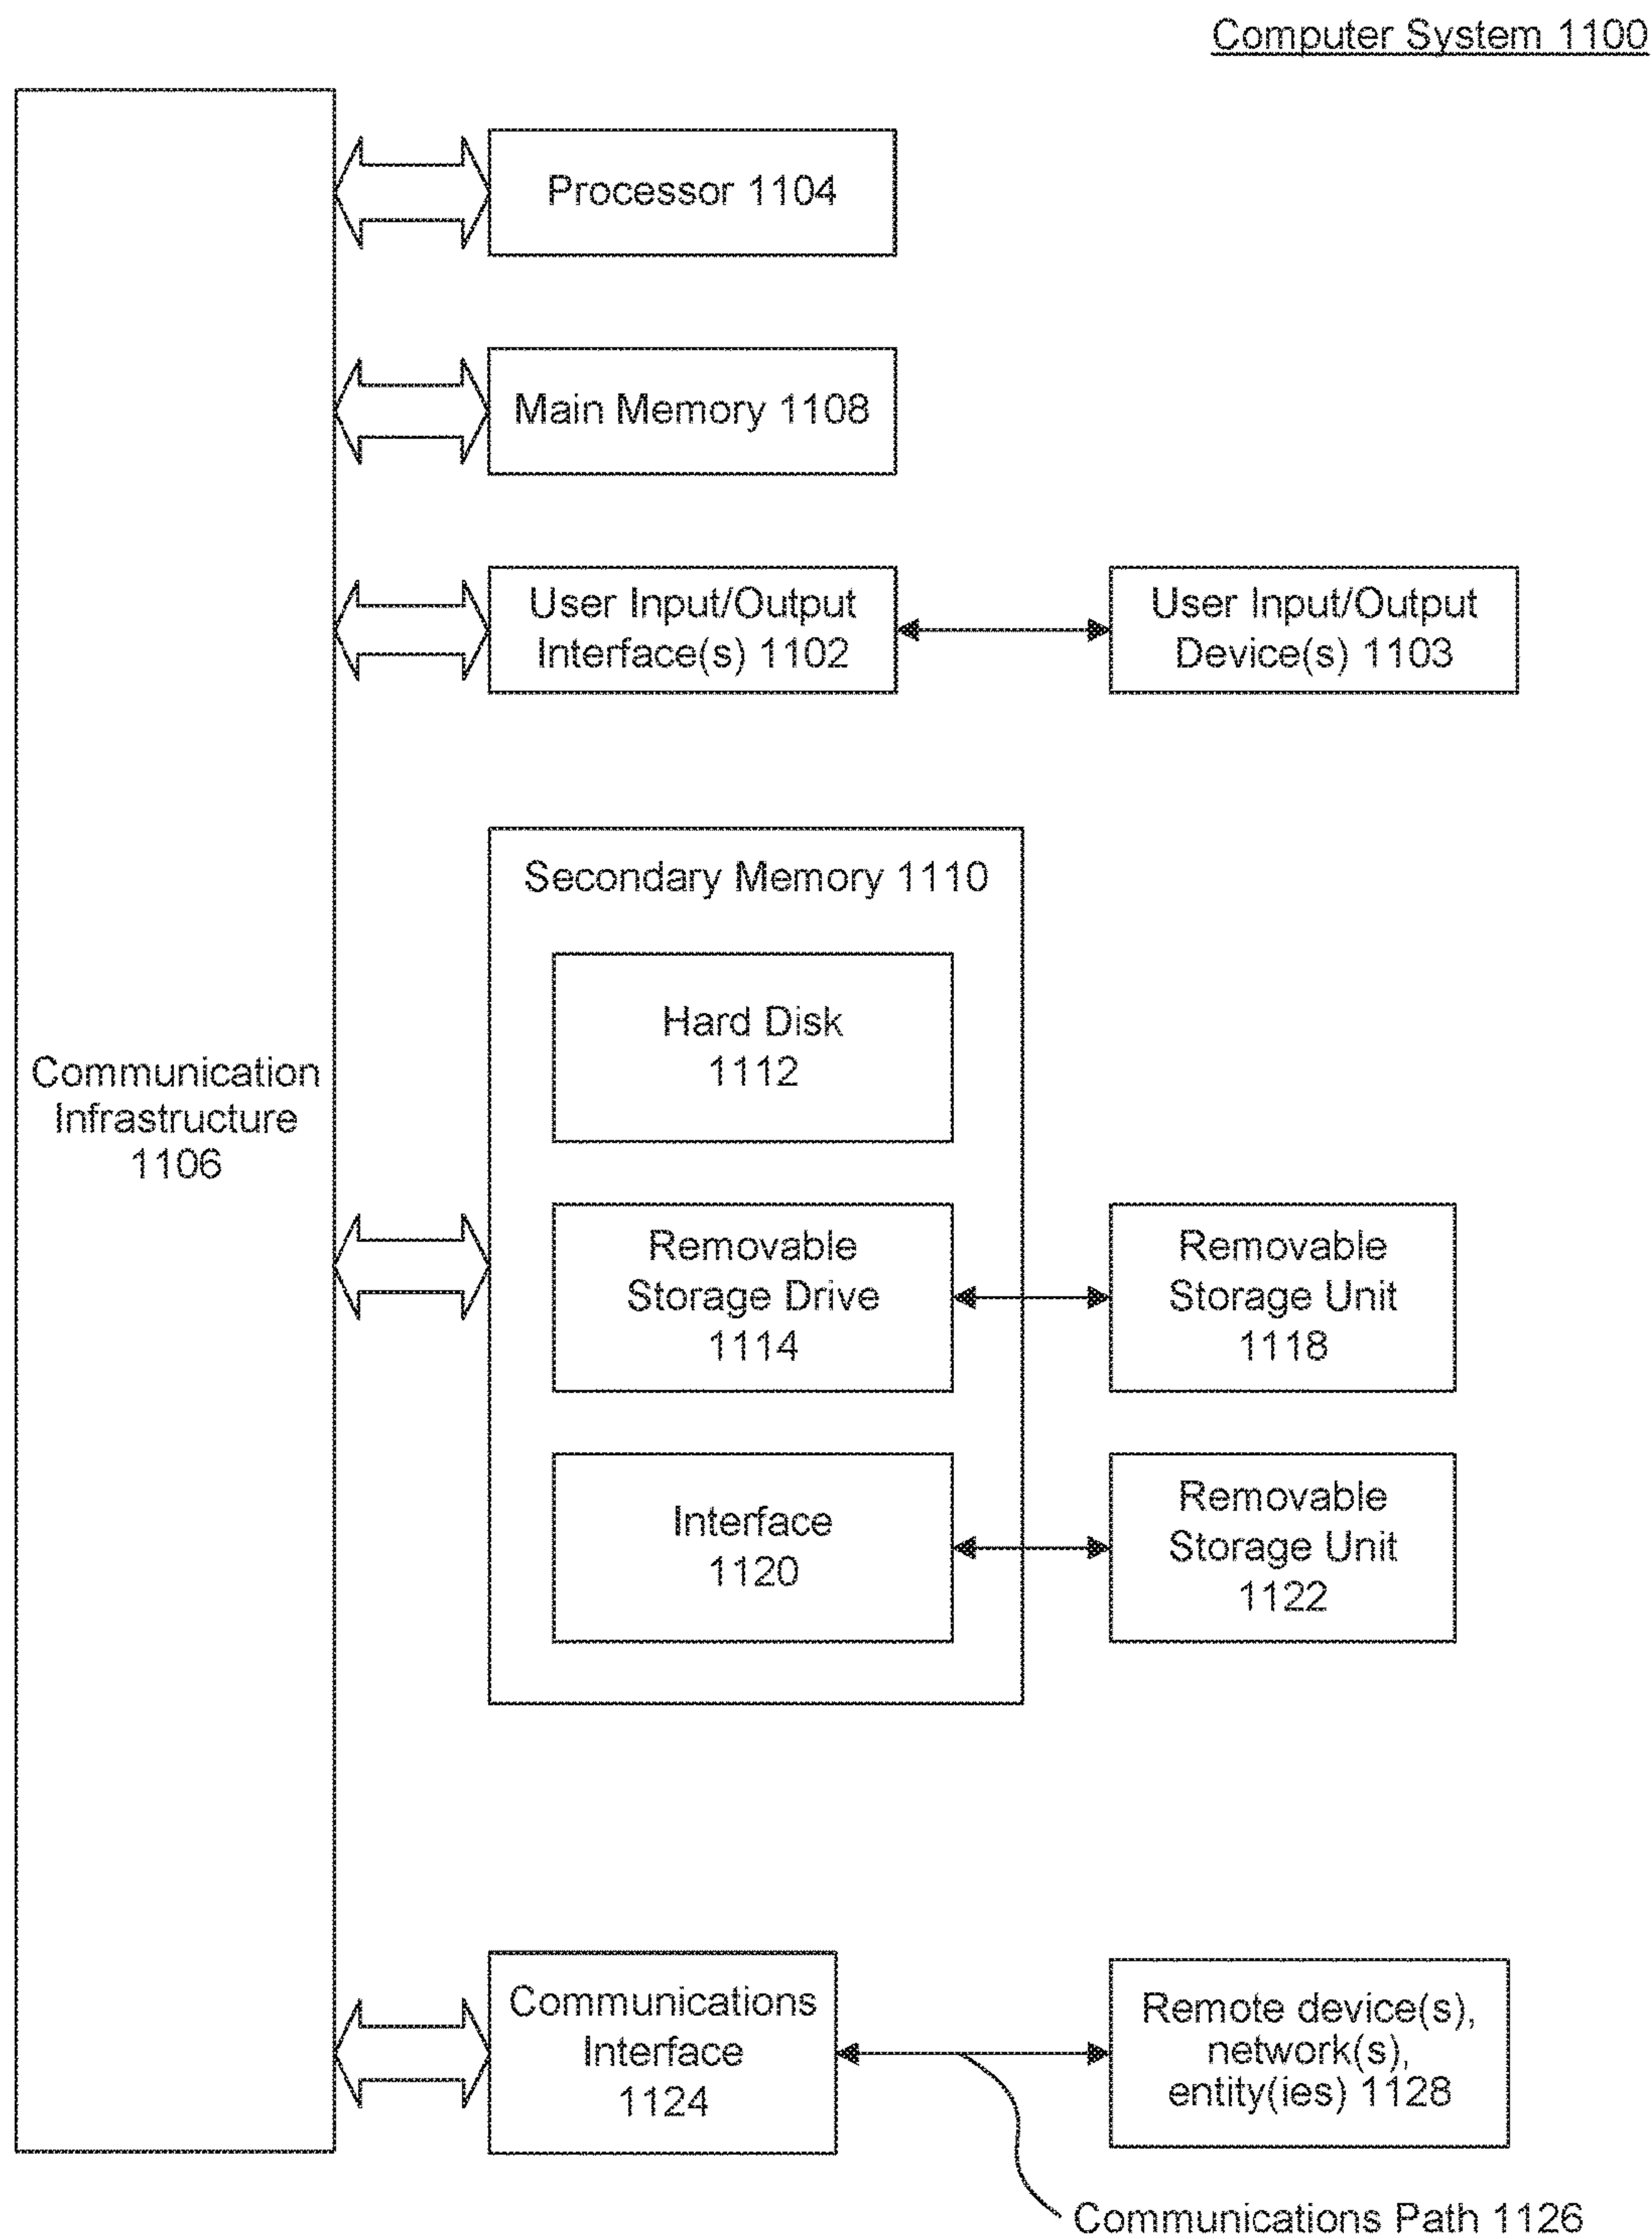 Computer System 1100
Processor 1104
Main Memory 1108
User Input/Output
Interface(s) 1102
User Input/Output
Device(s) 1103
Secondary Memory 1110
Hard Disk
1112
Communication
Infrastructure
1106
Removable
Storage Drive
1114
Removable
Storage Unit
1118
Interface
1120
Removable
Storage Unit
1122
Communications
Interface
1124
Remote device(s),
network(s),
entity(ies) 1128
Communications Path 1126